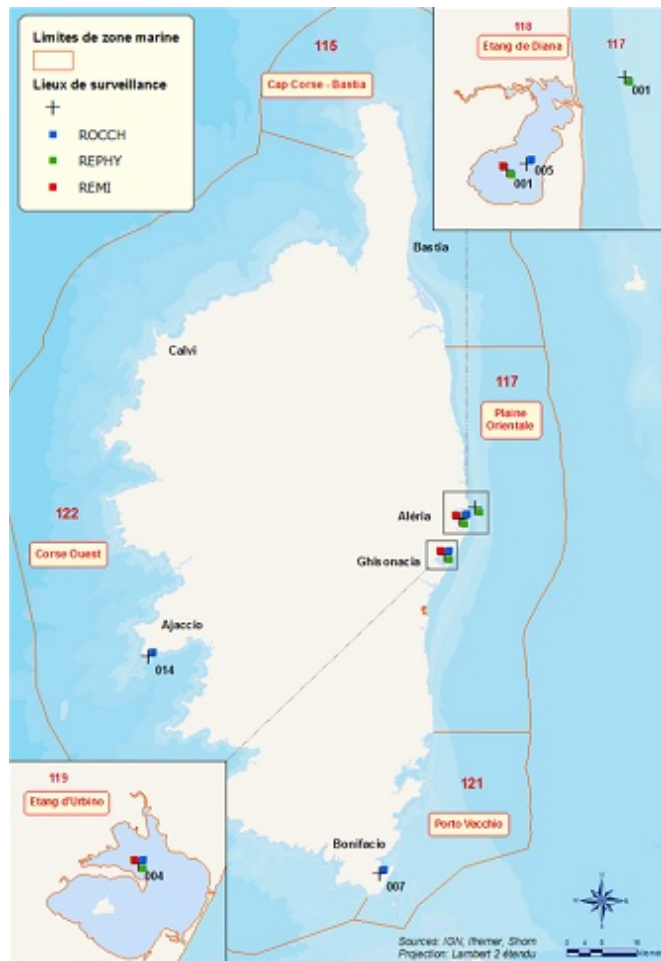 Limites de zone marine
Lieux de surveillance
ROCCH
REPHY
REMI
115
Cap Corse - Bastia
118
Etang de Diana
117
001
005
001
Bastia
Calvi
117
Plaine
Orientale
122
Corse Ouest
Aléria
Ghisonacia
Ajaccio
014
119
Etang d'Urbino
004
121
Porto Vecchio
Bonifacio
007
Sources: IGN, Ifremer, Shom
Projection: Lambert 2 étendu